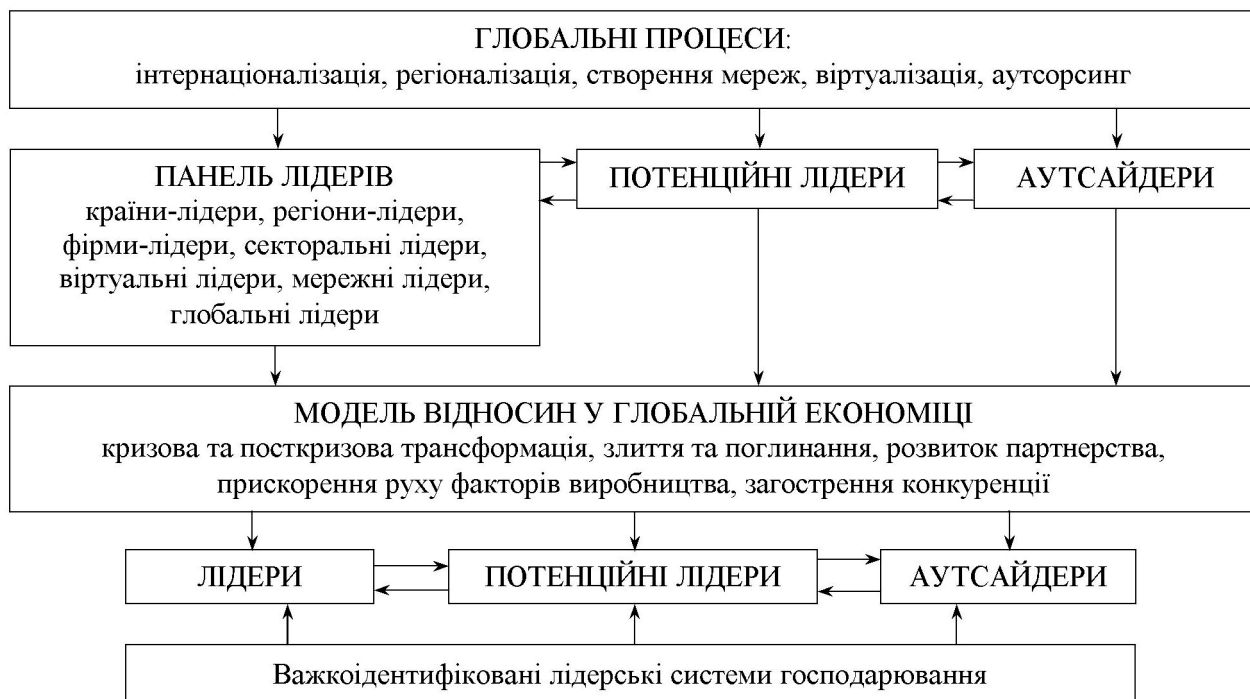 ГЛОБАЛЬНІ ПРОЦЕСИ:
інтернаціоналізація, регіоналізація, створення мереж, віртуалізація, аутсорсинг
ПАНЕЛЬ ЛІДЕРІВ
країни-лідери, регіони-лідери,
фірми-лідери, секторальні лідери,
віртуальні лідери, мережні лідери,
глобальні лідери
ПОТЕНЦІЙНІ ЛІДЕРИ
АУТСАЙДЕРИ
МОДЕЛЬ ВІДНОСИН У ГЛОБАЛЬНІЙ ЕКОНОМІЦІ
кризова та посткризова трансформація, злиття та поглинання, розвиток партнерства,
прискорення руху факторів виробництва, загострення конкуренції
ЛІДЕРИ
ПОТЕНЦІЙНІ ЛІДЕРИ
АУТСАЙДЕРИ
Важкоідентифіковані лідерські системи господарювання